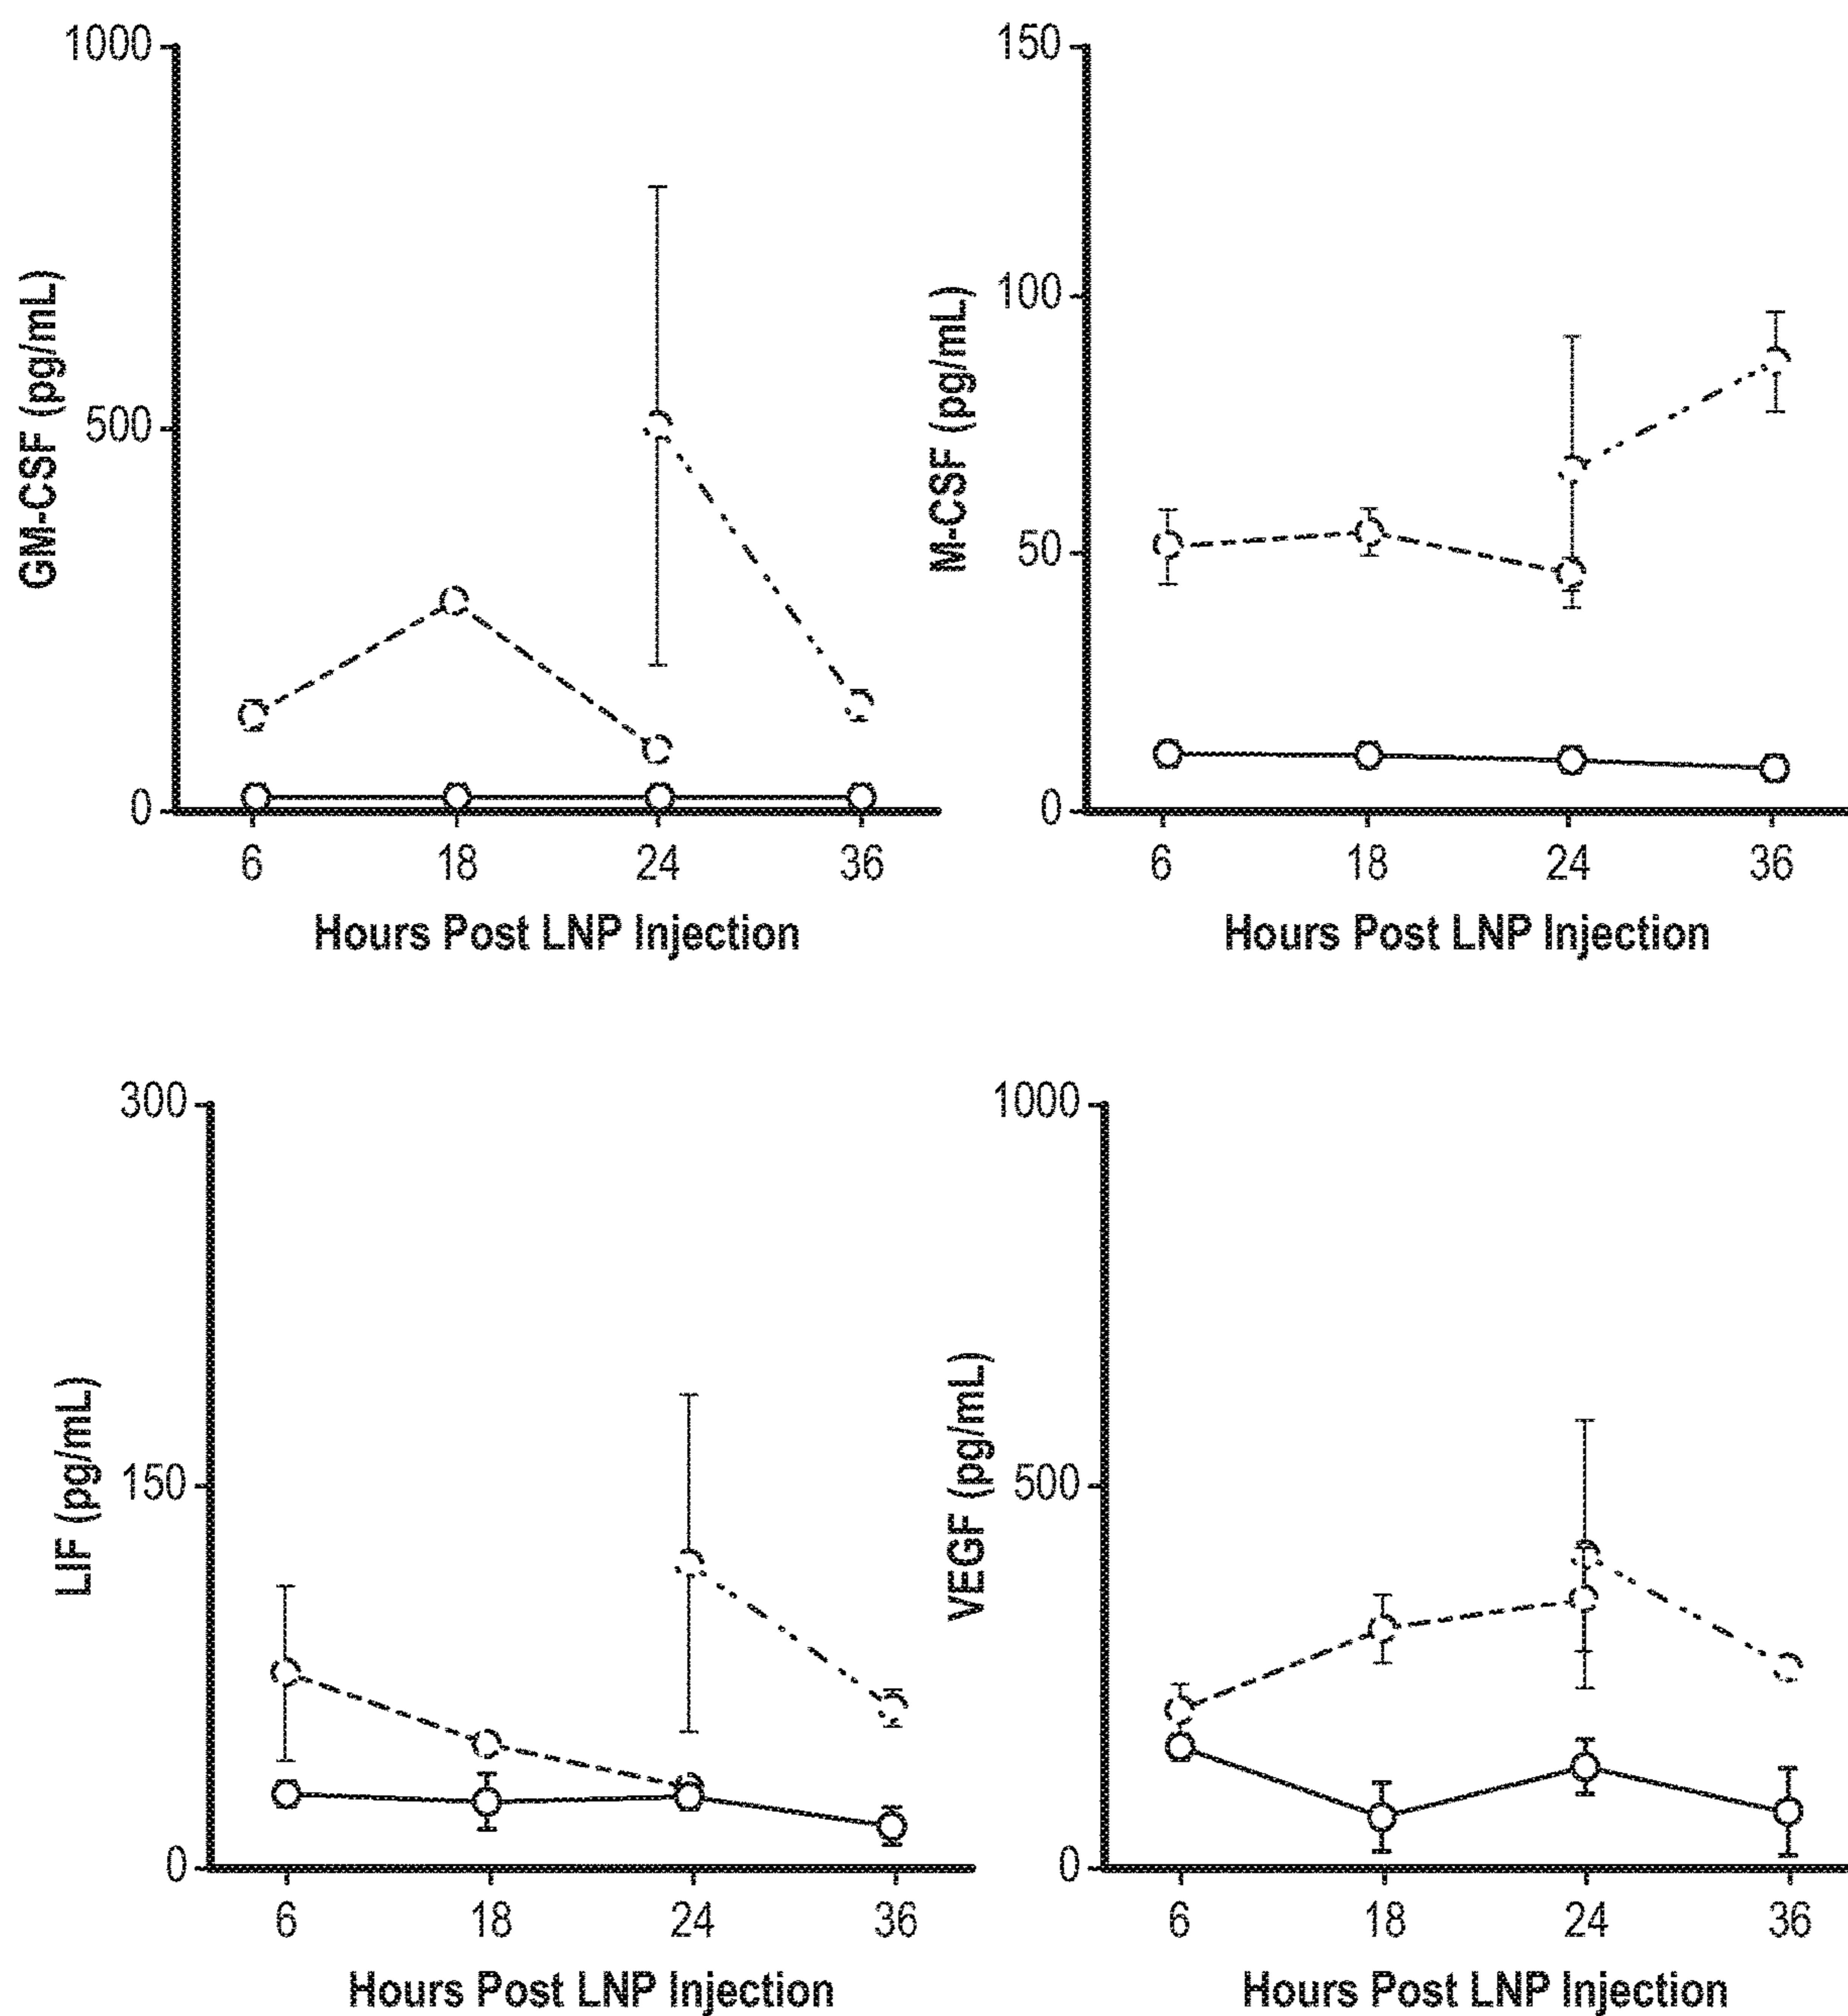 1000
500
0
GM-CSF (pg/mL)
6 18 24 36
Hours Post LNP Injection
150
100
50
0
M-CSF (pg/mL)
6 18 24 36
Hours Post LNP Injection
300
150
0
LIF (pg/mL)
6 18 24 36
Hours Post LNP Injection
1000
500
0
VEGF (pg/mL)
6 18 24 36
Hours Post LNP Injection